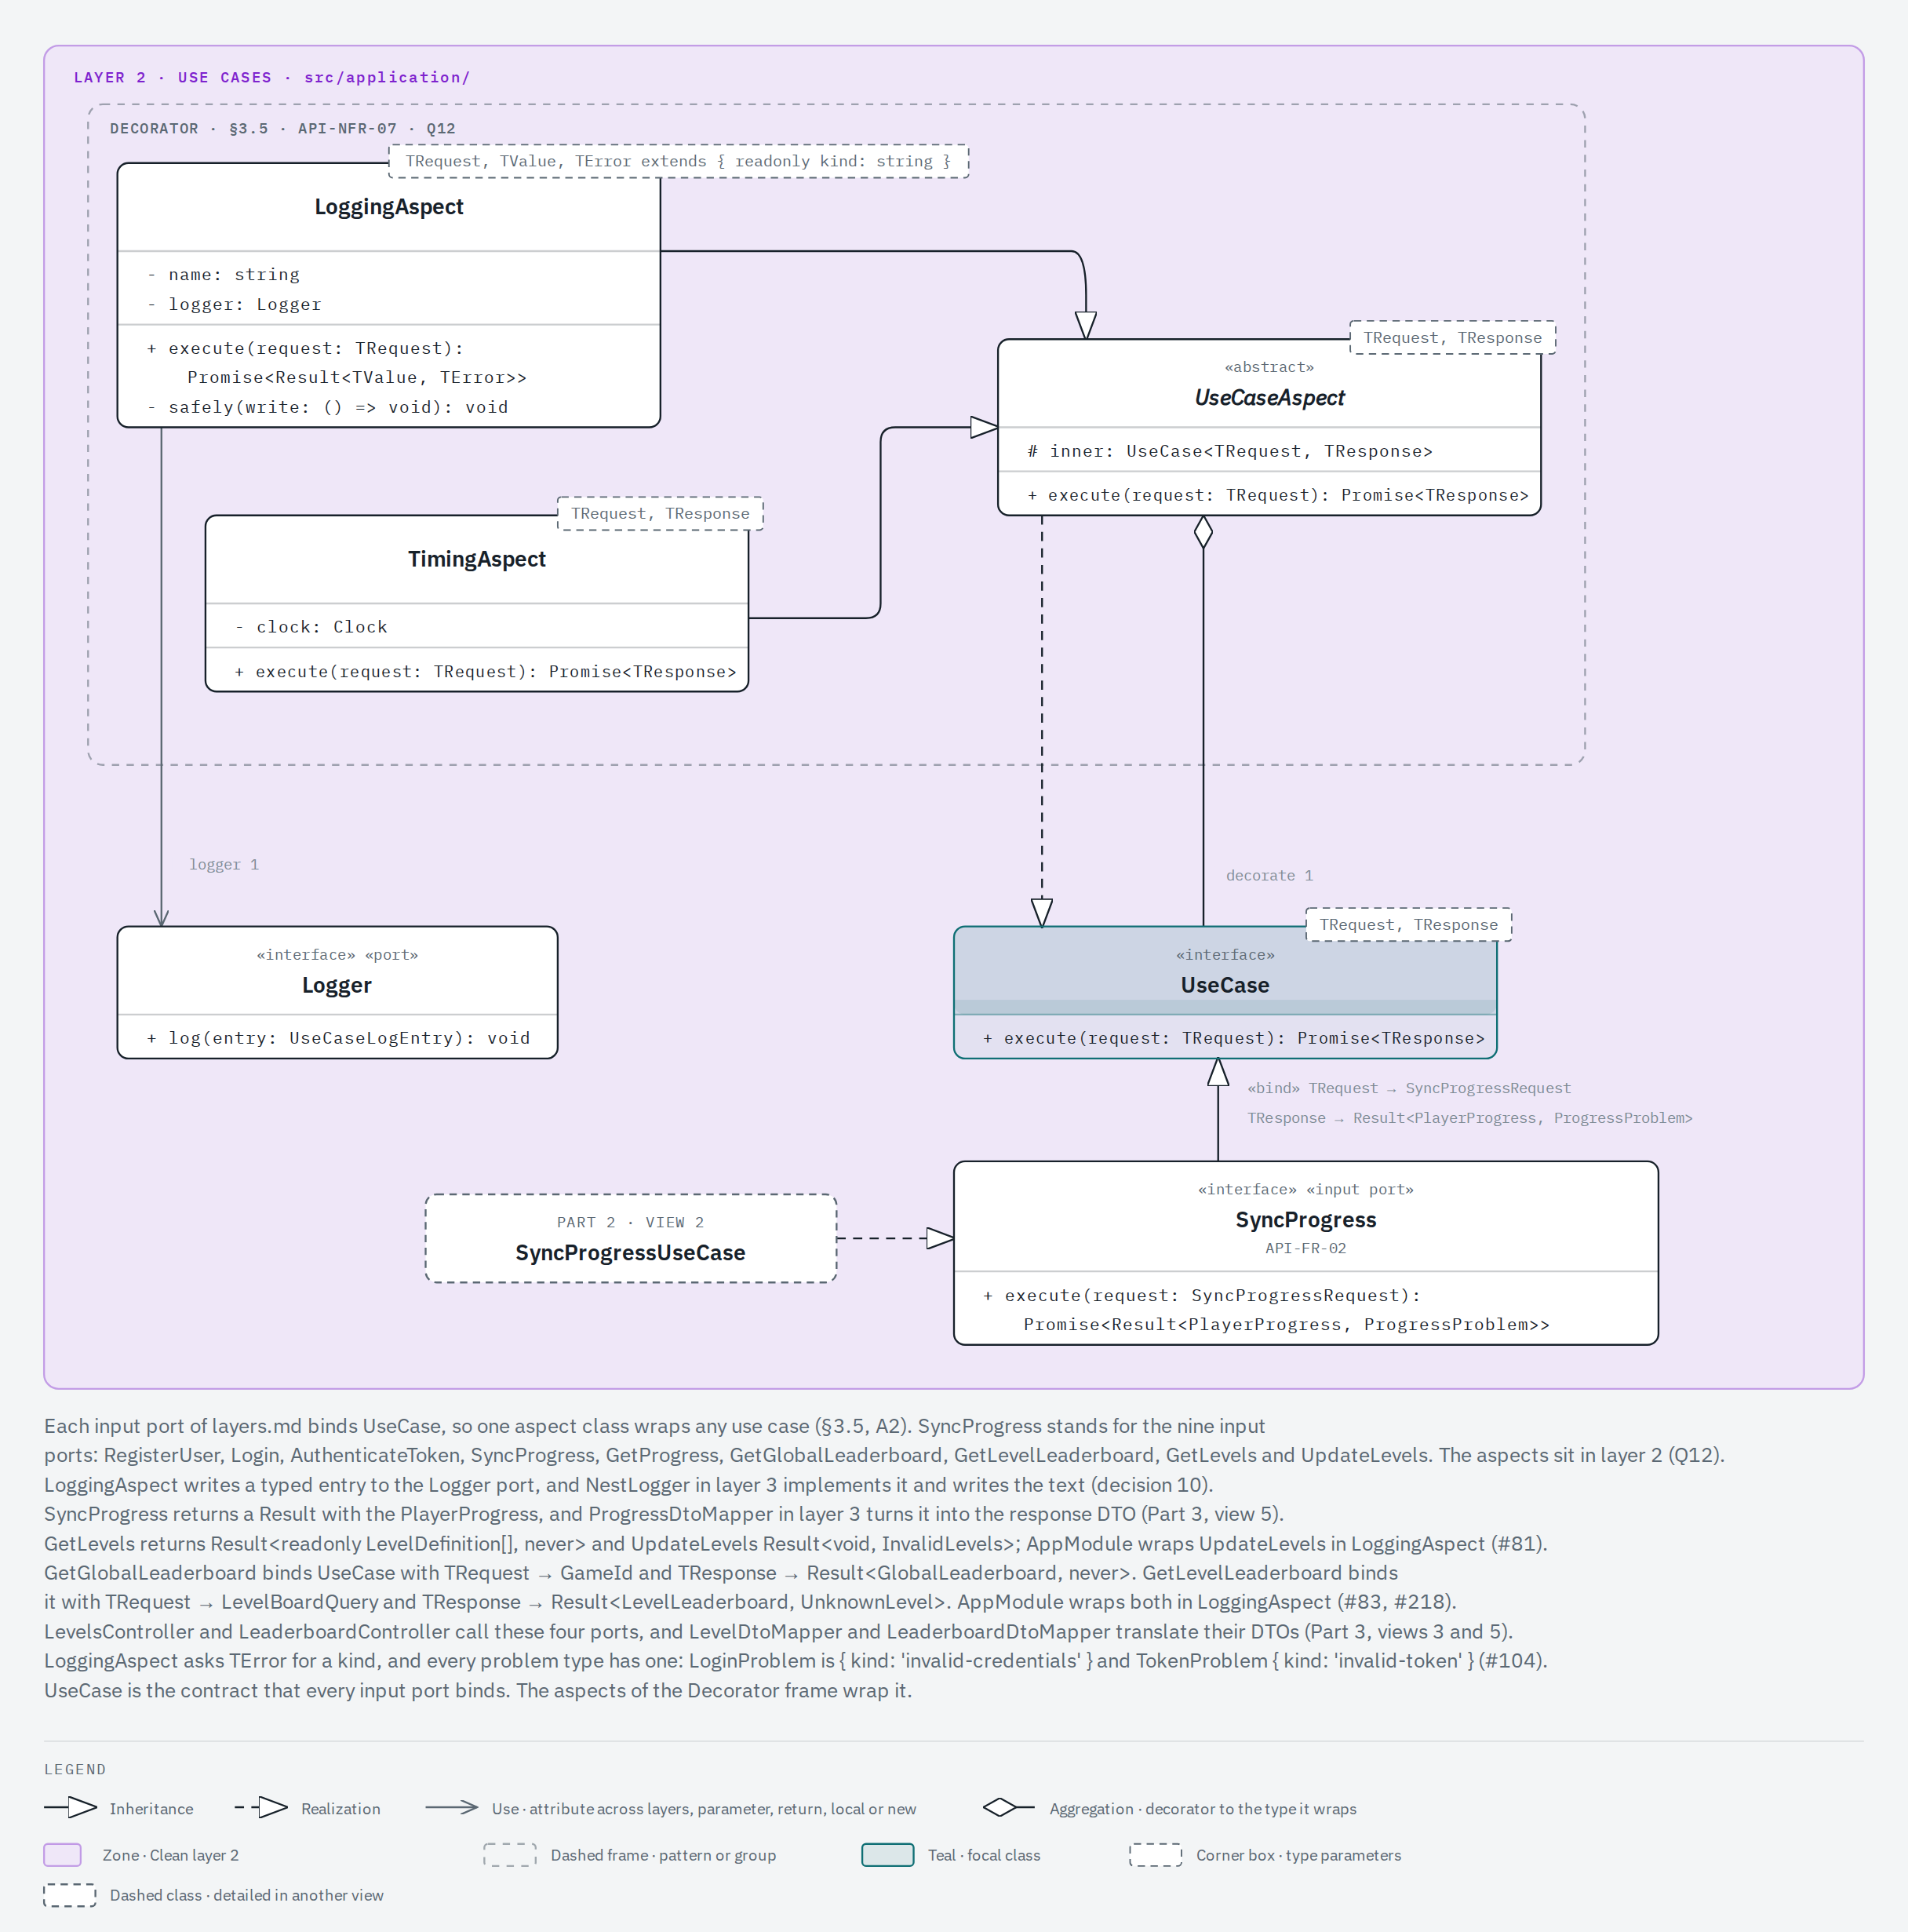 LAYER 2 · USE CASES · src/application/
DECORATOR · §3.5 · API-NFR-07 · Q12
TRequest, TValue, TError extends { readonly kind: string }
LoggingAspect
- name: string
- logger: Logger
+ execute(request: TRequest):
Promise<Result<TValue, TError>>
- safely(write: () => void): void
TRequest, TResponse
«abstract»
UseCaseAspect
# inner: UseCase<TRequest, TResponse>
+ execute(request: TRequest): Promise<TResponse>
TRequest, TResponse
TimingAspect
- clock: Clock
+ execute(request: TRequest): Promise<TResponse>
logger 1
decorate 1
«interface» «port»
Logger
+ log(entry: UseCaseLogEntry): void
TRequest, TResponse
«interface»
UseCase
+ execute(request: TRequest): Promise<TResponse>
«bind» TRequest → SyncProgressRequest
TResponse → Result<PlayerProgress, ProgressProblem>
PART 2 · VIEW 2
SyncProgressUseCase
«interface» «input port»
SyncProgress
API-FR-02
+ execute(request: SyncProgressRequest):
Promise<Result<PlayerProgress, ProgressProblem>>
Each input port of layers.md binds UseCase, so one aspect class wraps any use case (§3.5, A2). SyncProgress stands for the nine input
ports: RegisterUser, Login, AuthenticateToken, SyncProgress, GetProgress, GetGlobalLeaderboard, GetLevelLeaderboard, GetLevels and UpdateLevels. The aspects sit in layer 2 (Q12).
LoggingAspect writes a typed entry to the Logger port, and NestLogger in layer 3 implements it and writes the text (decision 10).
SyncProgress returns a Result with the PlayerProgress, and ProgressDtoMapper in layer 3 turns it into the response DTO (Part 3, view 5).
GetLevels returns Result<readonly LevelDefinition[], never> and UpdateLevels Result<void, InvalidLevels>; AppModule wraps UpdateLevels in LoggingAspect (#81).
GetGlobalLeaderboard binds UseCase with TRequest → GameId and TResponse → Result<GlobalLeaderboard, never>. GetLevelLeaderboard binds
it with TRequest → LevelBoardQuery and TResponse → Result<LevelLeaderboard, UnknownLevel>. AppModule wraps both in LoggingAspect (#83, #218).
LevelsController and LeaderboardController call these four ports, and LevelDtoMapper and LeaderboardDtoMapper translate their DTOs (Part 3, views 3 and 5).
LoggingAspect asks TError for a kind, and every problem type has one: LoginProblem is { kind: 'invalid-credentials' } and TokenProblem { kind: 'invalid-token' } (#104).
UseCase is the contract that every input port binds. The aspects of the Decorator frame wrap it.
LEGEND
Inheritance
Realization
Use · attribute across layers, parameter, return, local or new
Aggregation · decorator to the type it wraps
Zone · Clean layer 2
Dashed frame · pattern or group
Teal · focal class
Corner box · type parameters
Dashed class · detailed in another view